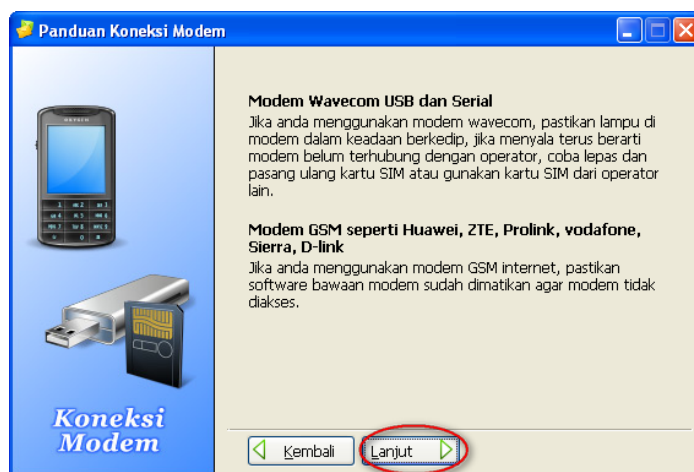 Panduan Koneksi Modem
Modem Wavecom USB dan Serial
Jika anda menggunakan modem wavecom, pastikan lampu di
modem dalam keadaan berkedip, jika menyala terus berarti
modem belum terhubung dengan operator, coba lepas dan
pasang ulang kartu SIM atau gunakan kartu SIM dari operator
lain.
Modem GSM seperti Huawei, ZTE, Prolink, vodafone,
Sierra, D-link
Jika anda menggunakan modem GSM internet, pastikan
software bawaan modem sudah dimatikan agar modem tidak
diakses.
Koneksi
Modem
Kembali
Lanjut